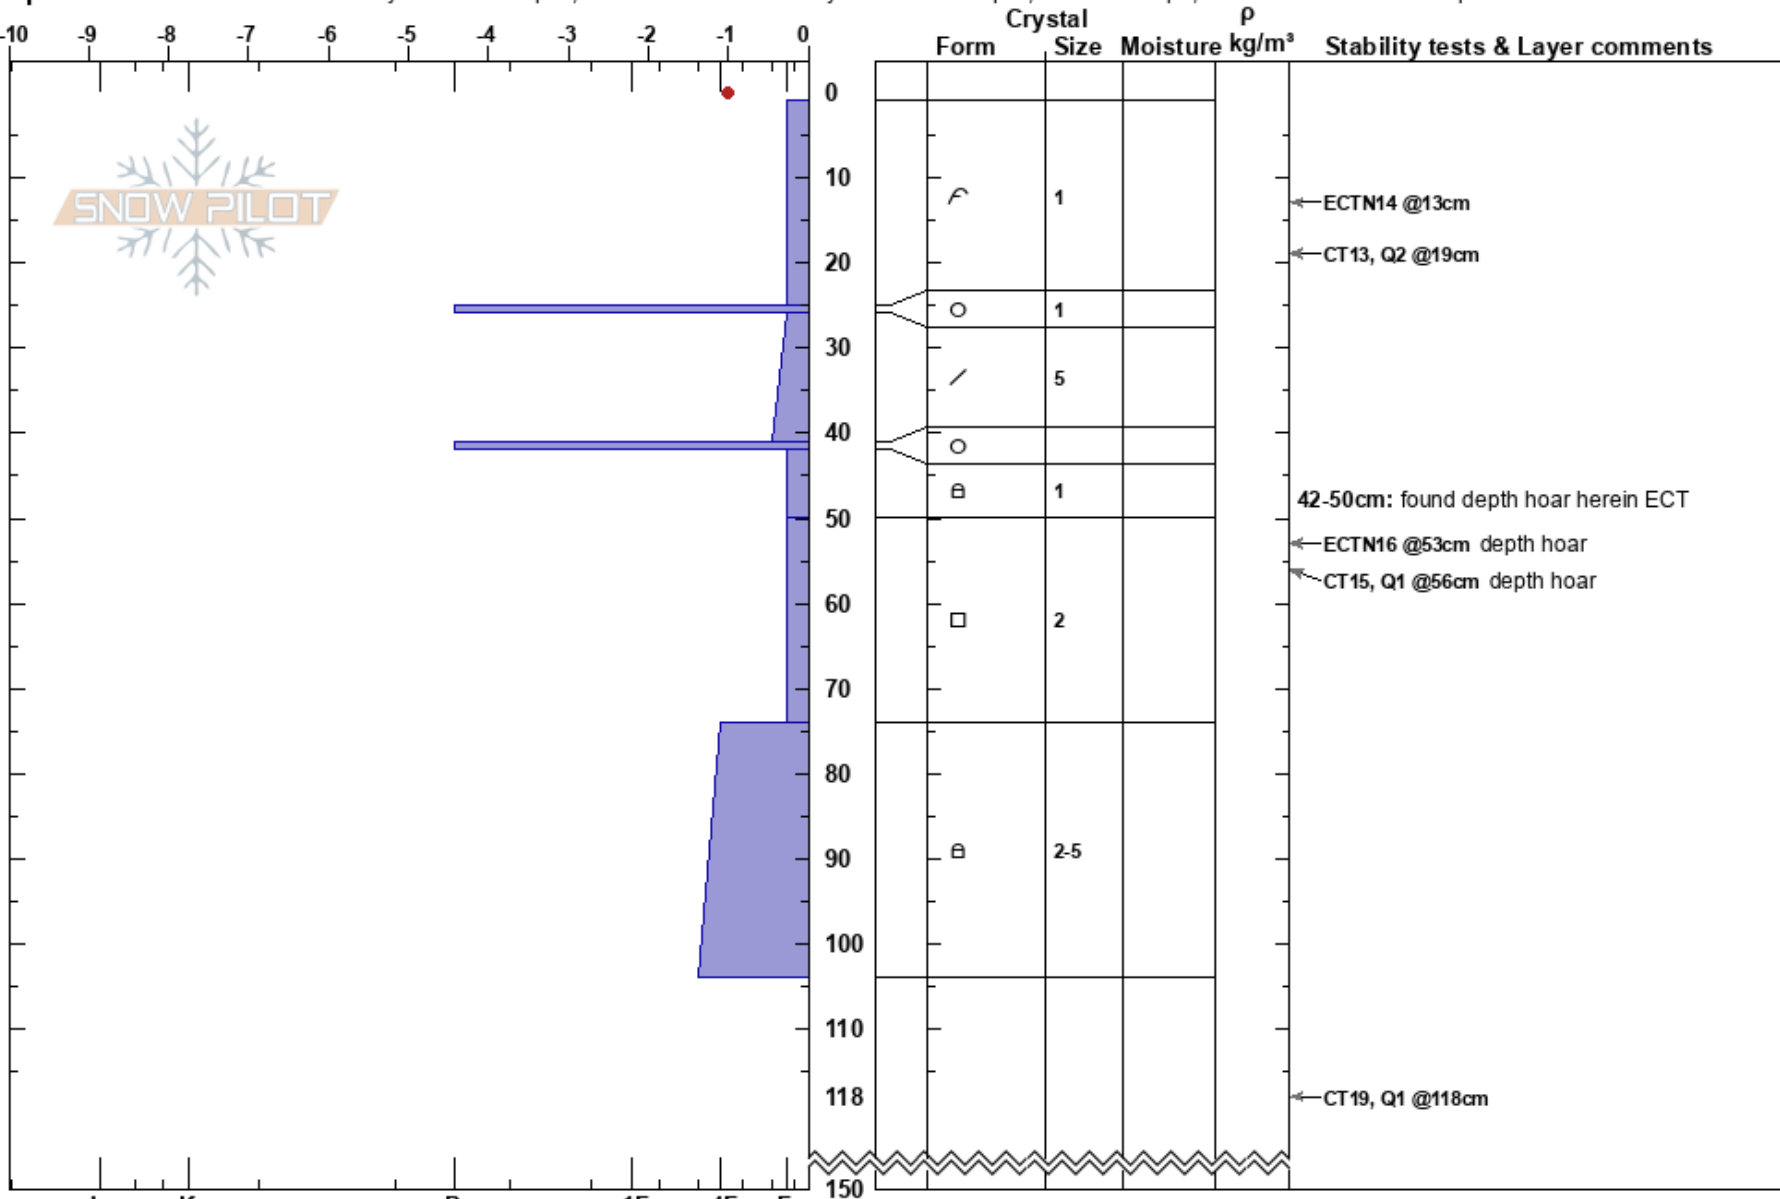 Crystal ρ
-10 -9 -8 -7 -6 -5 -4 -3 -2 -1 0
Form Size Moisture kg/m³ Stability tests & Layer comments
0
SNOW PILOT
10
1
ECTN14 @13cm
CT13, Q2 @19cm
20
1
30
5
40
1
42-50cm: found depth hoar herein ECT
50
ECTN16 @53cm depth hoar
CT15, Q1 @56cm depth hoar
60
2
70
80
2-5
90
100
110
118
CT19, Q1 @118cm
150